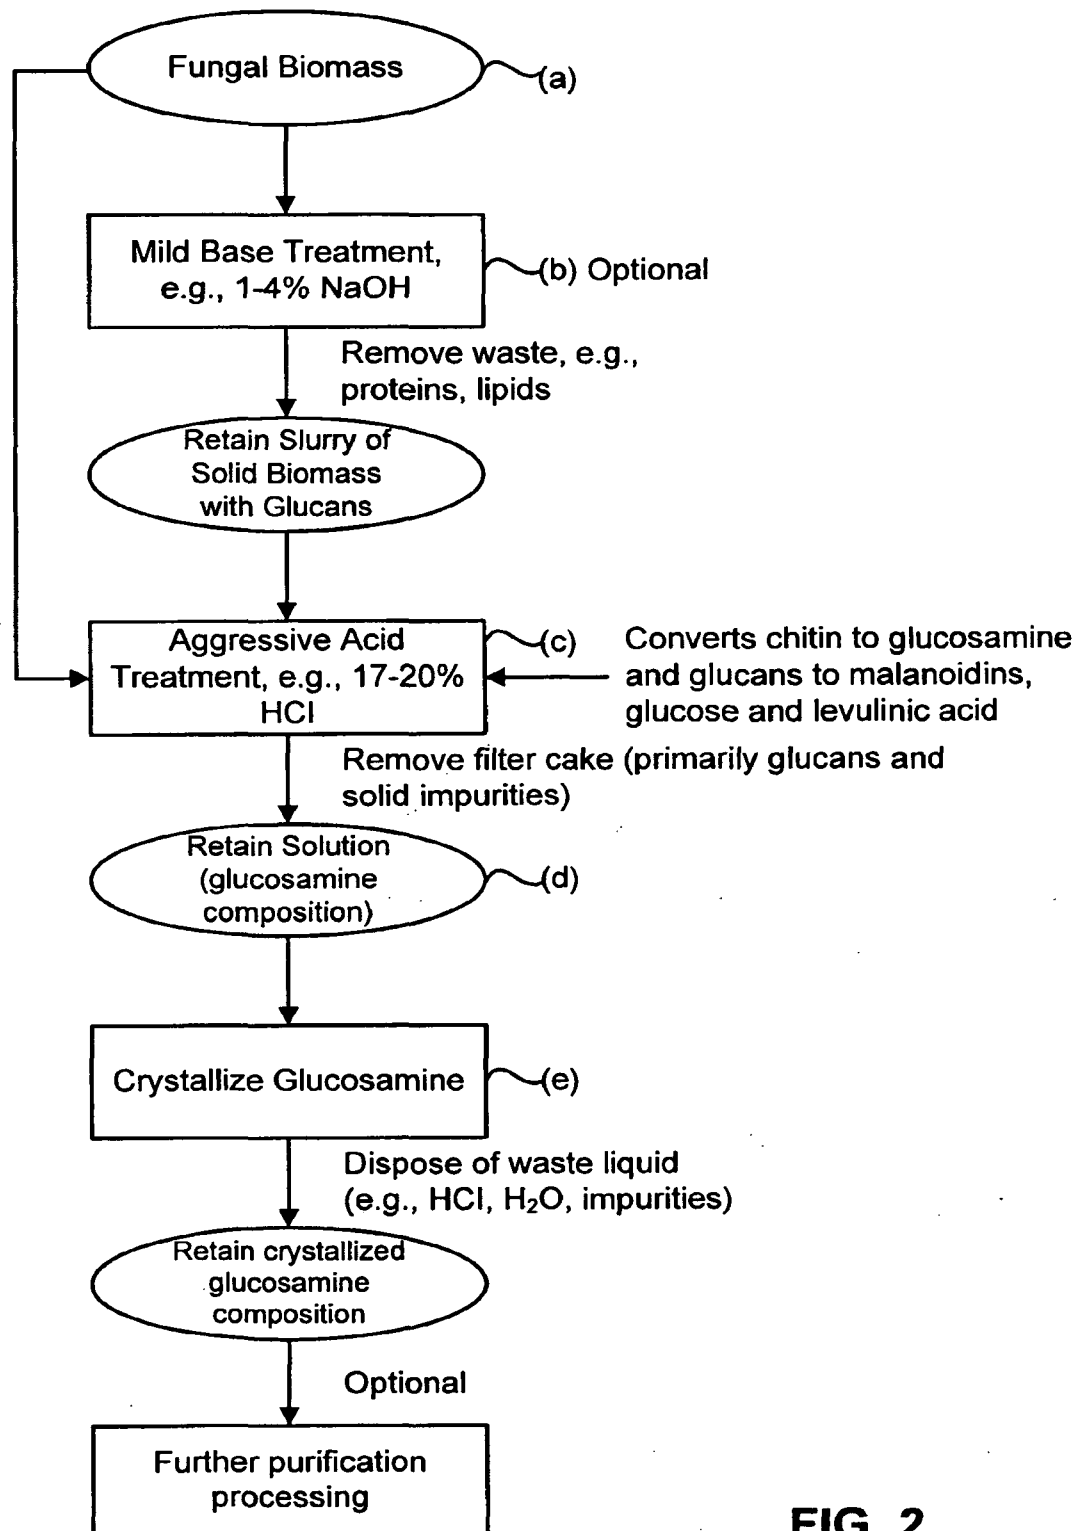 Fungal Biomass
(a)
Mild Base Treatment,
e.g., 1-4% NaOH
(b) Optional
Remove waste, e.g.,
proteins, lipids
Retain Slurry of
Solid Biomass
with Glucans
Aggressive Acid
Treatment, e.g., 17-20%
HCl
(c)
Converts chitin to glucosamine
and glucans to malanoidins,
glucose and levulinic acid
Remove filter cake (primarily glucans and
solid impurities)
Retain Solution
(glucosamine
composition)
(d)
Crystallize Glucosamine
(e)
Dispose of waste liquid
(e.g., HCl, H₂O, impurities)
Retain crystallized
glucosamine
composition
Optional
Further purification
processing
FIG. 2